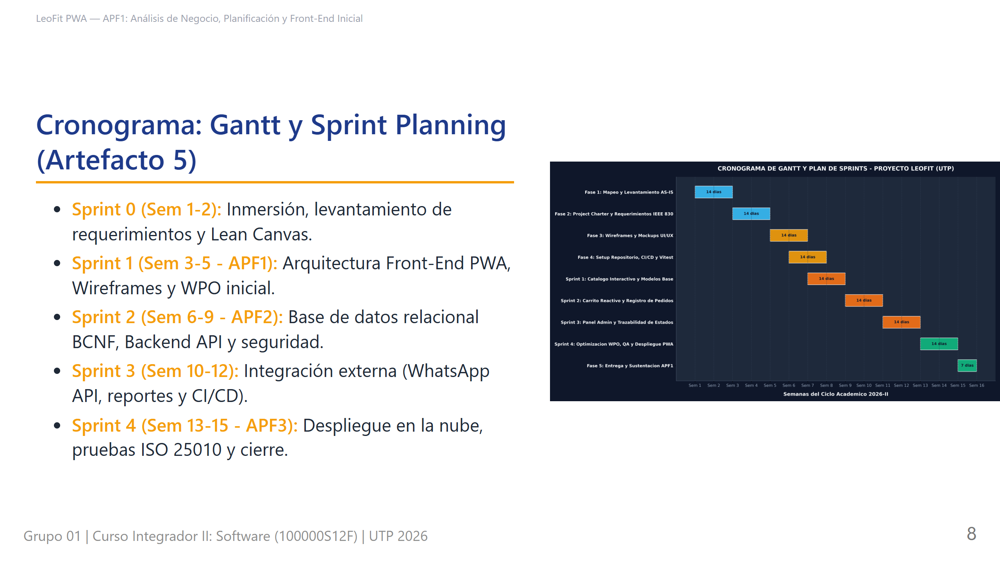 LeoFit PWA — APF1: Análisis de Negocio, Planificación y Front-End Inicial
Cronograma: Gantt y Sprint Planning
(Artefacto 5)
• Sprint 0 (Sem 1-2): Inmersión, levantamiento de
requerimientos y Lean Canvas.
• Sprint 1 (Sem 3-5 - APF1): Arquitectura Front-End PWA,
Wireframes y WPO inicial.
• Sprint 2 (Sem 6-9 - APF2): Base de datos relacional
BCNF, Backend API y seguridad.
• Sprint 3 (Sem 10-12): Integración externa (WhatsApp
API, reportes y CI/CD).
• Sprint 4 (Sem 13-15 - APF3): Despliegue en la nube,
pruebas ISO 25010 y cierre.
CRONOGRAMA DE GANTT Y PLAN DE SPRINTS - PROYECTO LEOFIT (UTP)
Fase 1: Mapeo y Levantamiento AS-IS 14 dias
Fase 2: Project Charter y Requerimientos IEEE 830 14 dias
Fase 3: Wireframes y Mockups UI/UX 14 dias
Fase 4: Setup Repositorio, CI/CD y Vitest 14 dias
Sprint 1: Catalogo Interactivo y Modelos Base 14 dias
Sprint 2: Carrito Reactivo y Registro de Pedidos 14 dias
Sprint 3: Panel Admin y Trazabilidad de Estados 14 dias
Sprint 4: Optimizacion WPO, QA y Despliegue PWA 14 dias
Fase 5: Entrega y Sustentacion APF1 7 dias
Sem 1 Sem 2 Sem 3 Sem 4 Sem 5 Sem 6 Sem 7 Sem 8 Sem 9 Sem 10 Sem 11 Sem 12 Sem 13 Sem 14 Sem 15 Sem 16
Semanas del Ciclo Academico 2026-II
Grupo 01 | Curso Integrador II: Software (100000S12F) | UTP 2026
8